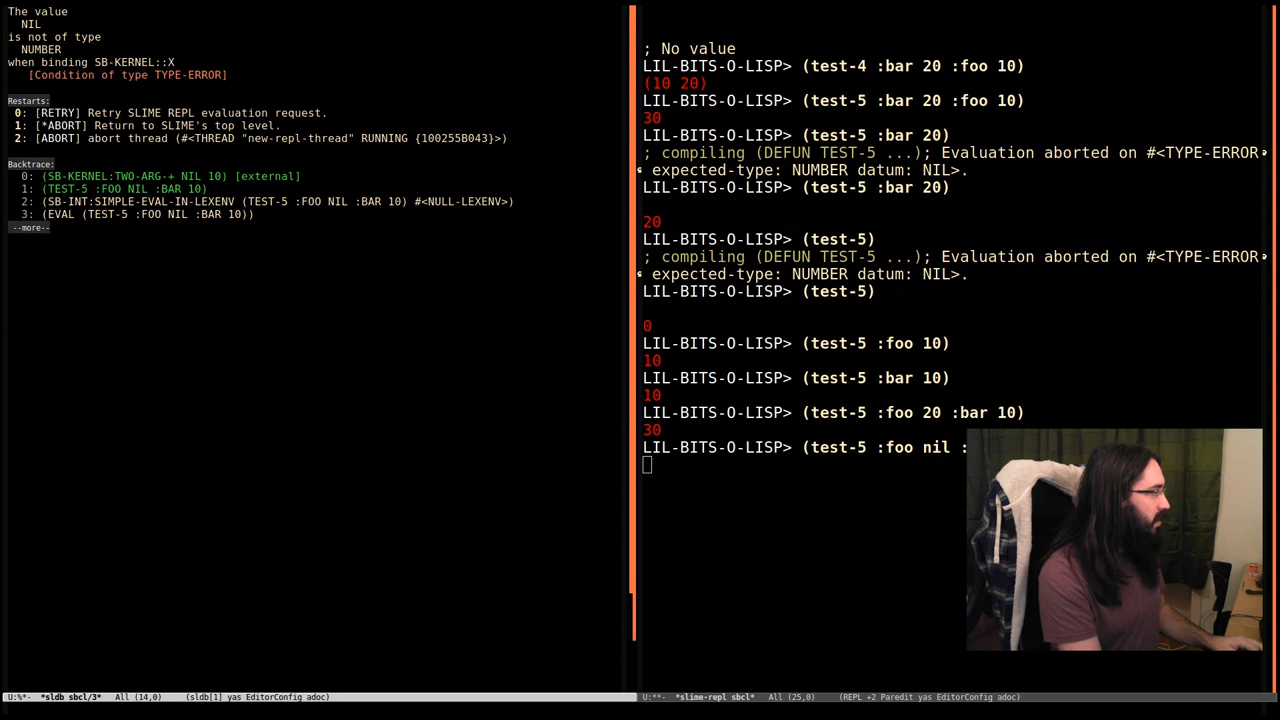 The value
NIL
is not of type
NUMBER
when binding SB-KERNEL::X
[Condition of type TYPE-ERROR]
Restarts:
0: [RETRY] Retry SLIME REPL evaluation request.
1: [*ABORT] Return to SLIME's top level.
2: [ABORT] abort thread (#<THREAD "new-repl-thread" RUNNING {100255B043}>)
Backtrace:
0: (SB-KERNEL:TWO-ARG-+ NIL 10) [external]
1: (TEST-5 :FOO NIL :BAR 10)
2: (SB-INT:SIMPLE-EVAL-IN-LEXENV (TEST-5 :FOO NIL :BAR 10) #<NULL-LEXENV>)
3: (EVAL (TEST-5 :FOO NIL :BAR 10))
--more--
U:%*- *sldb sbcl/3* All (14,0) (sldb[1] yas EditorConfig adoc)
; No value
LIL-BITS-O-LISP> (test-4 :bar 20 :foo 10)
(10 20)
LIL-BITS-O-LISP> (test-5 :bar 20 :foo 10)
30
LIL-BITS-O-LISP> (test-5 :bar 20)
; compiling (DEFUN TEST-5 ...); Evaluation aborted on #<TYPE-ERROR
expected-type: NUMBER datum: NIL>.
LIL-BITS-O-LISP> (test-5 :bar 20)
20
LIL-BITS-O-LISP> (test-5)
; compiling (DEFUN TEST-5 ...); Evaluation aborted on #<TYPE-ERROR
expected-type: NUMBER datum: NIL>.
LIL-BITS-O-LISP> (test-5)
0
LIL-BITS-O-LISP> (test-5 :foo 10)
10
LIL-BITS-O-LISP> (test-5 :bar 10)
10
LIL-BITS-O-LISP> (test-5 :foo 20 :bar 10)
30
LIL-BITS-O-LISP> (test-5 :foo nil :
U:**- *slime-repl sbcl* All (25,0) (REPL +2 Paredit yas EditorConfig adoc)